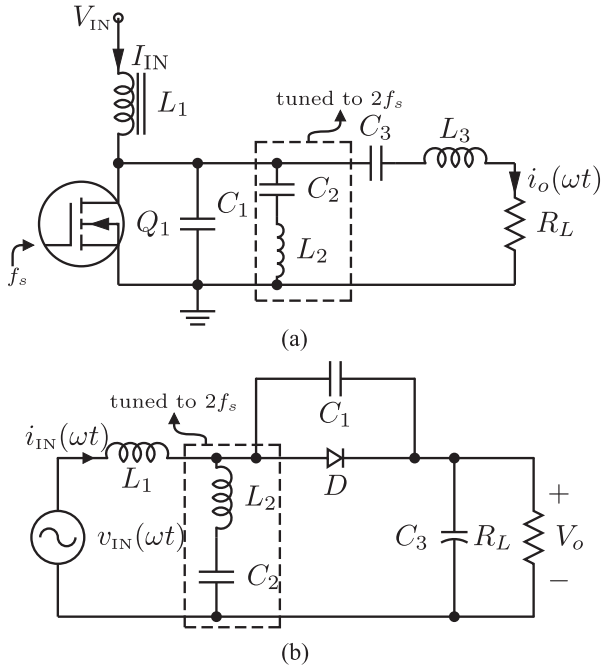 V_IN
I_IN
L_1
tuned to 2f_s
C_3
L_3
i_o(ωt)
Q_1
C_1
C_2
L_2
R_L
f_s
(a)
tuned to 2f_s
C_1
i_IN(ωt)
L_1
L_2
D
v_IN(ωt)
C_2
C_3
R_L
+
V_o
−
(b)